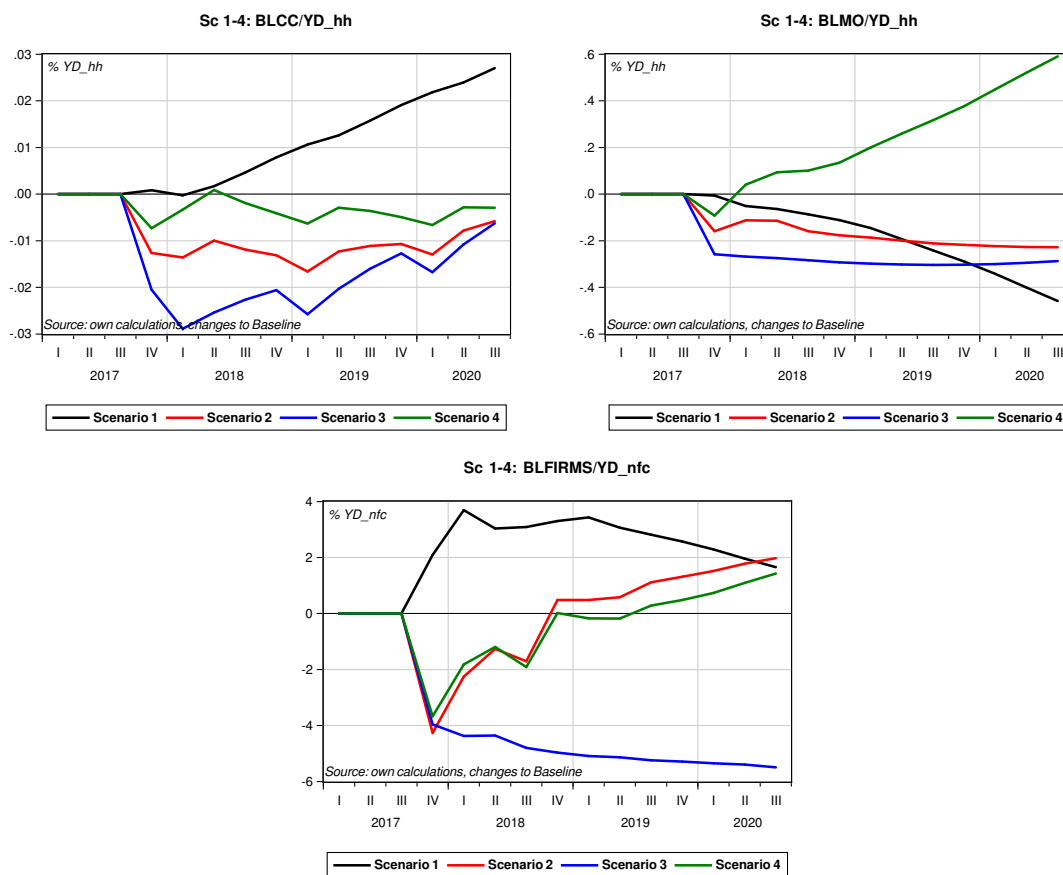 Sc 1-4: BLCC/YD_hh
% YD_hh
.03
.02
.01
.00
-.01
-.02
-.03
Source: own calculations, changes to Baseline
I II III IV I II III IV I II III IV I II III
2017 2018 2019 2020
Scenario 1 Scenario 2 Scenario 3 Scenario 4
Sc 1-4: BLMO/YD_hh
% YD_hh
.6
.4
.2
.0
-.2
-.4
-.6
Source: own calculations, changes to Baseline
I II III IV I II III IV I II III IV I II III
2017 2018 2019 2020
Scenario 1 Scenario 2 Scenario 3 Scenario 4
Sc 1-4: BLFIRMS/YD_nfc
% YD_nfc
4
2
0
-2
-4
-6
Source: own calculations, changes to Baseline
I II III IV I II III IV I II III IV I II III
2017 2018 2019 2020
Scenario 1 Scenario 2 Scenario 3 Scenario 4